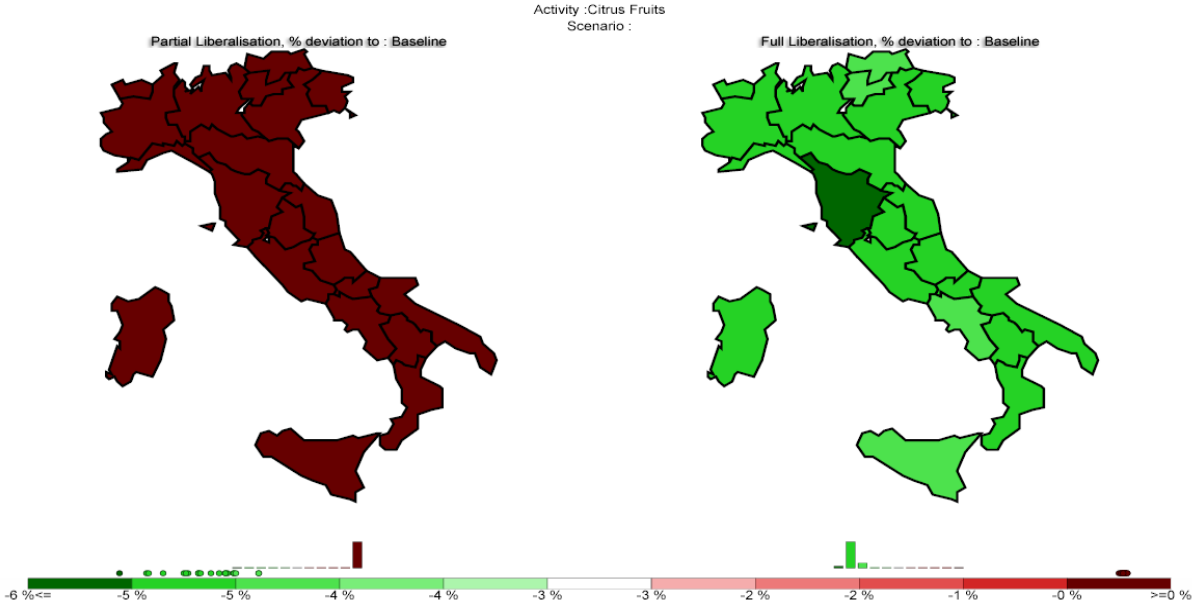 Activity :Citrus Fruits
Scenario :
Partial Liberalisation, % deviation to : Baseline
Full Liberalisation, % deviation to : Baseline
-6 %<= -5 % -5 % -4 % -4 % -3 % -3 % -2 % -2 % -1 % -0 % >=0 %